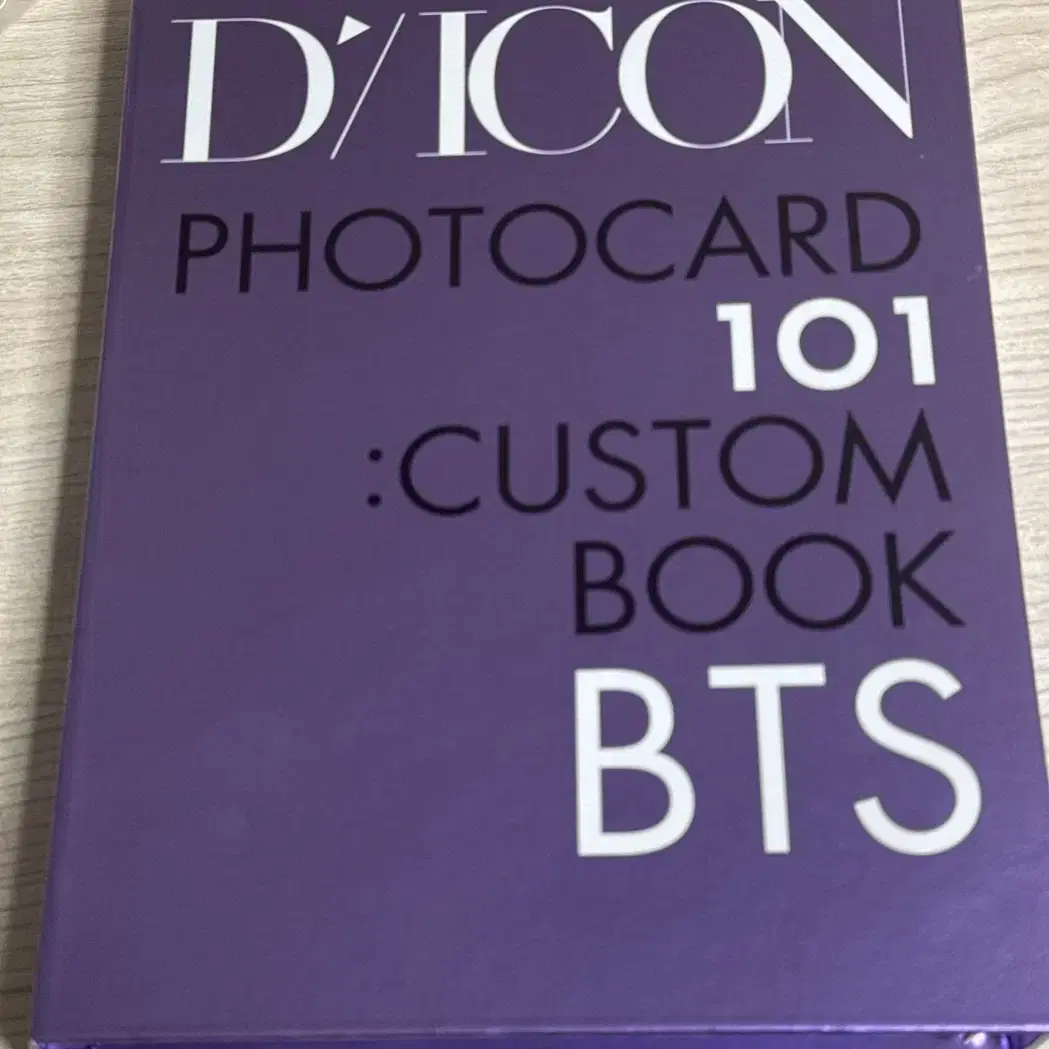 D'/ICON
PHOTOCARD
101
:CUSTOM
BOOK
BTS